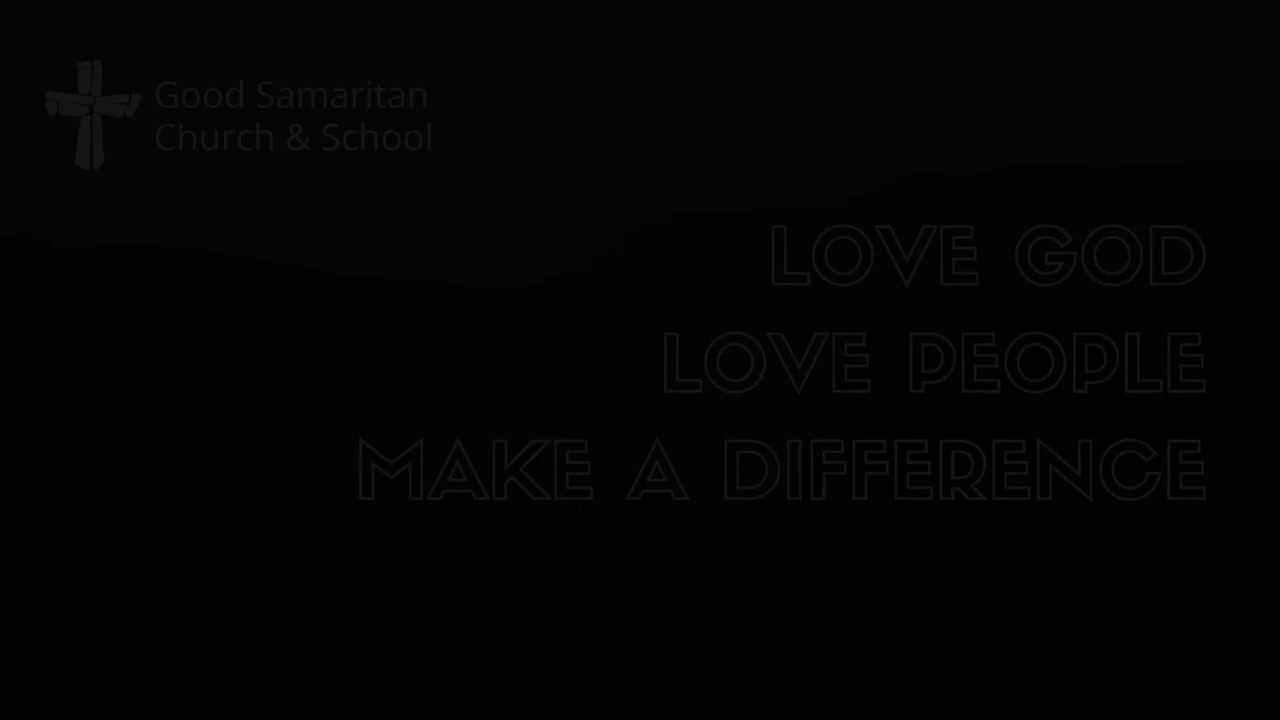 Good Samaritan
Church & School
LOVE GOD
LOVE PEOPLE
MAKE A DIFFERENCE